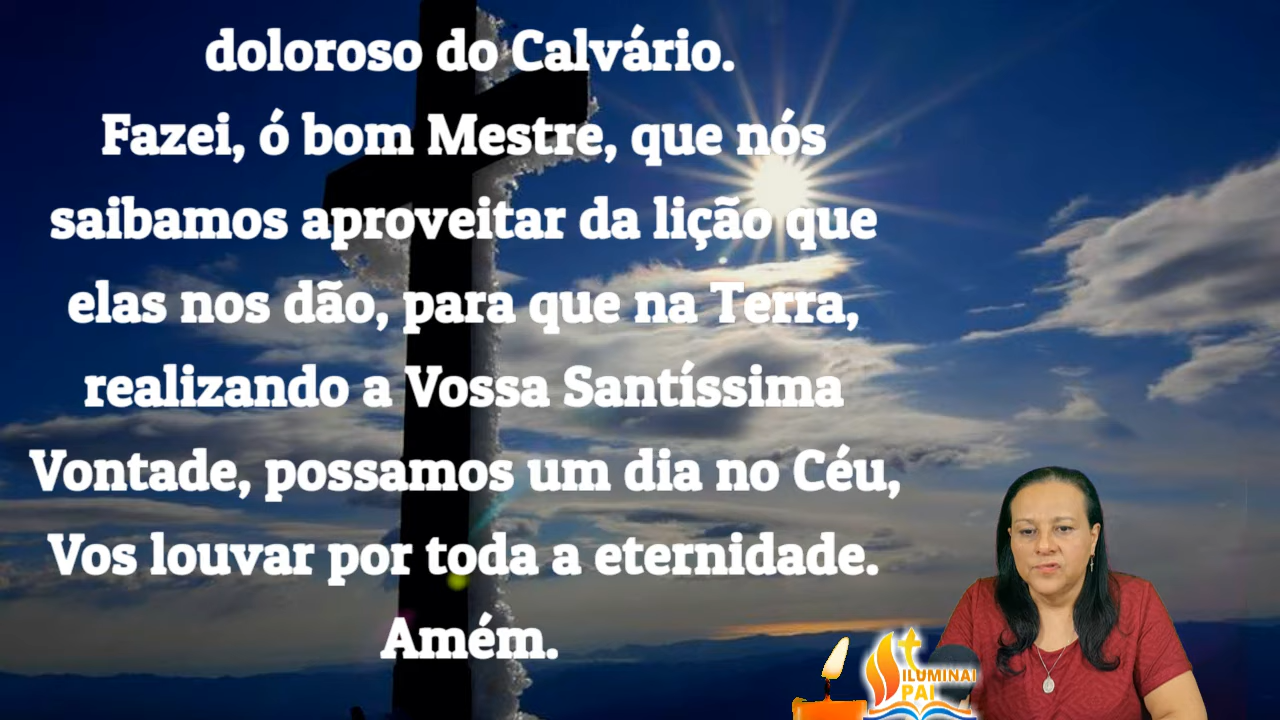 doloroso do Calvário.
Fazei, ó bom Mestre, que nós
saibamos aproveitar da lição que
elas nos dão, para que na Terra,
realizando a Vossa Santíssima
Vontade, possamos um dia no Céu,
Vos louvar por toda a eternidade.
Amém.
ILUMINAI
PAI